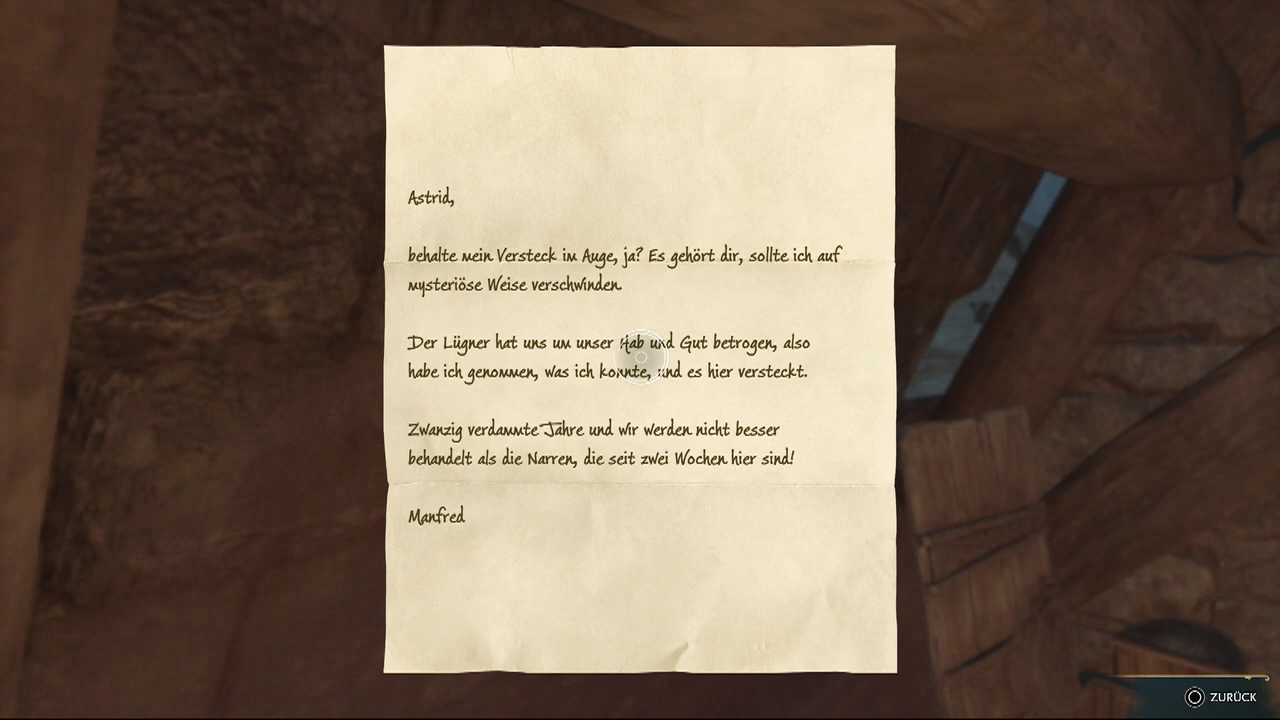 Astrid,
behalte mein Versteck im Auge, ja? Es gehört dir, sollte ich auf
mysteriöse Weise verschwinden.
Der Lügner hat uns um unser Hab und Gut betrogen, also
habe ich genommen, was ich konnte, und es hier versteckt.
Zwanzig verdammte Jahre und wir werden nicht besser
behandelt als die Narren, die seit zwei Wochen hier sind!
Manfred
ZURÜCK